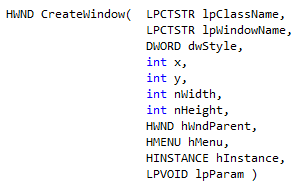 HWND CreateWindow(  LPCTSTR lpClassName,
                    LPCTSTR lpWindowName,
                    DWORD dwStyle,
                    int x,
                    int y,
                    int nWidth,
                    int nHeight,
                    HWND hWndParent,
                    HMENU hMenu,
                    HINSTANCE hInstance,
                    LPVOID lpParam )